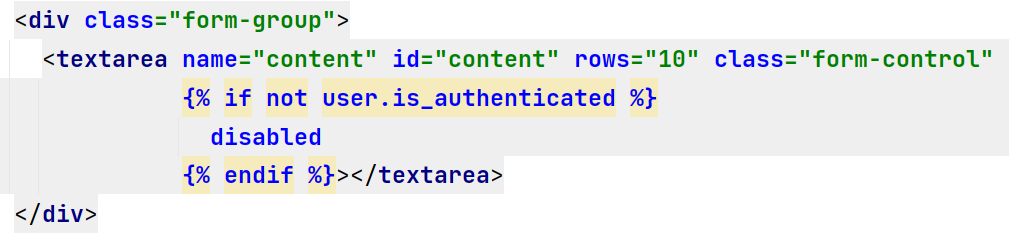 <div class="form-group">
<textarea name="content" id="content" rows="10" class="form-control"
{% if not user.is_authenticated %}
disabled
{% endif %}></textarea>
</div>